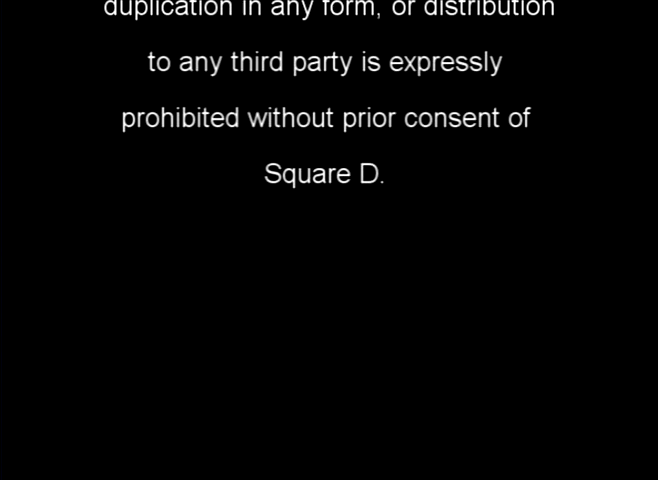 duplication in any form, or distribution
to any third party is expressly
prohibited without prior consent of
Square D.